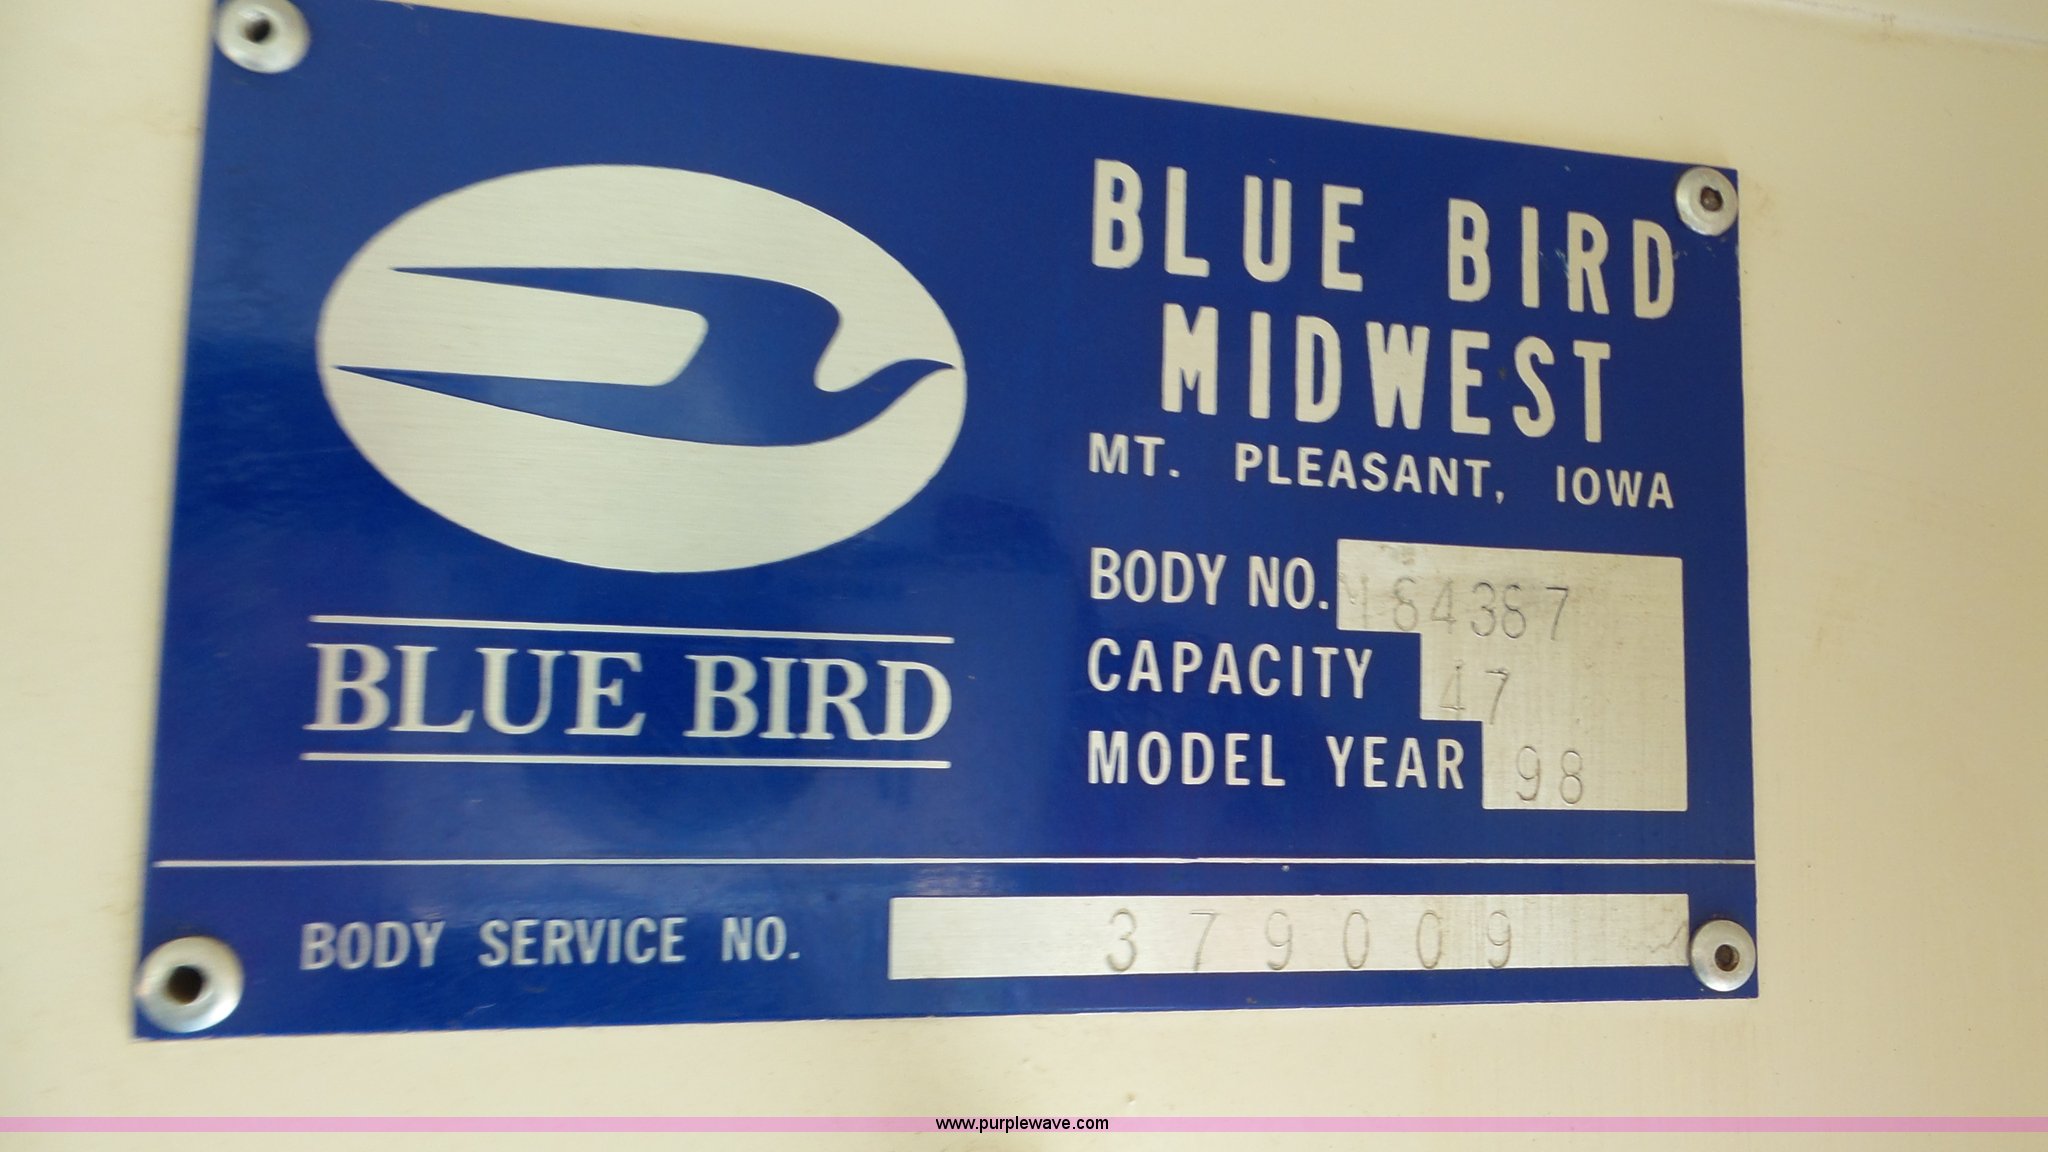 BLUE BIRD
MIDWEST
MT. PLEASANT, IOWA
BLUE BIRD
BODY NO.
CAPACITY 47
MODEL YEAR 98
BODY SERVICE NO. 379009
www.purplewave.com